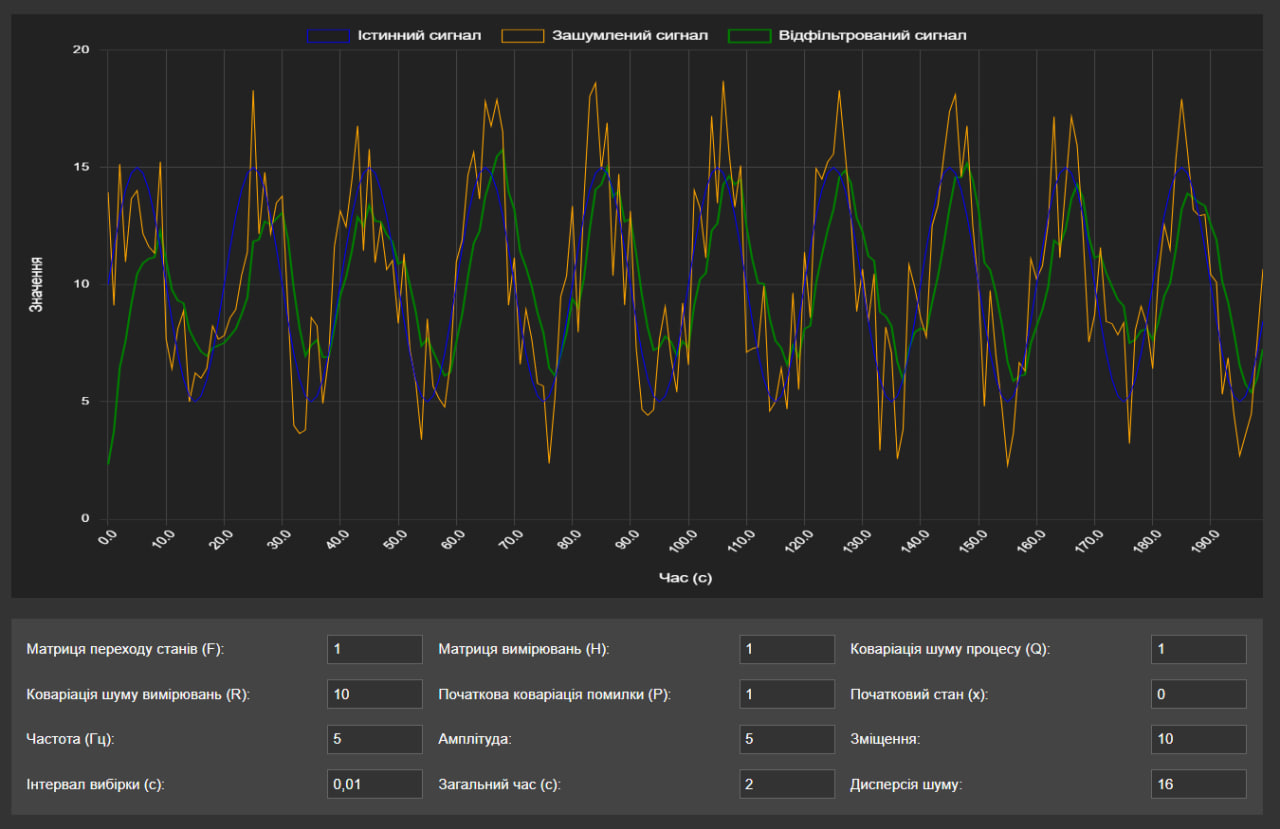 Істинний сигнал Зашумлений сигнал Відфільтрований сигнал
20
15
10
5
0
Значення
0.0 10.0 20.0 30.0 40.0 50.0 60.0 70.0 80.0 90.0 100.0 110.0 120.0 130.0 140.0 150.0 160.0 170.0 180.0 190.0
Час (с)
Матриця переходу станів (F): 1 Матриця вимірювань (H): 1 Коваріація шуму процесу (Q): 1
Коваріація шуму вимірювань (R): 10 Початкова коваріація помилки (P): 1 Початковий стан (x): 0
Частота (Гц): 5 Амплітуда: 5 Зміщення: 10
Інтервал вибірки (с): 0,01 Загальний час (с): 2 Дисперсія шуму: 16